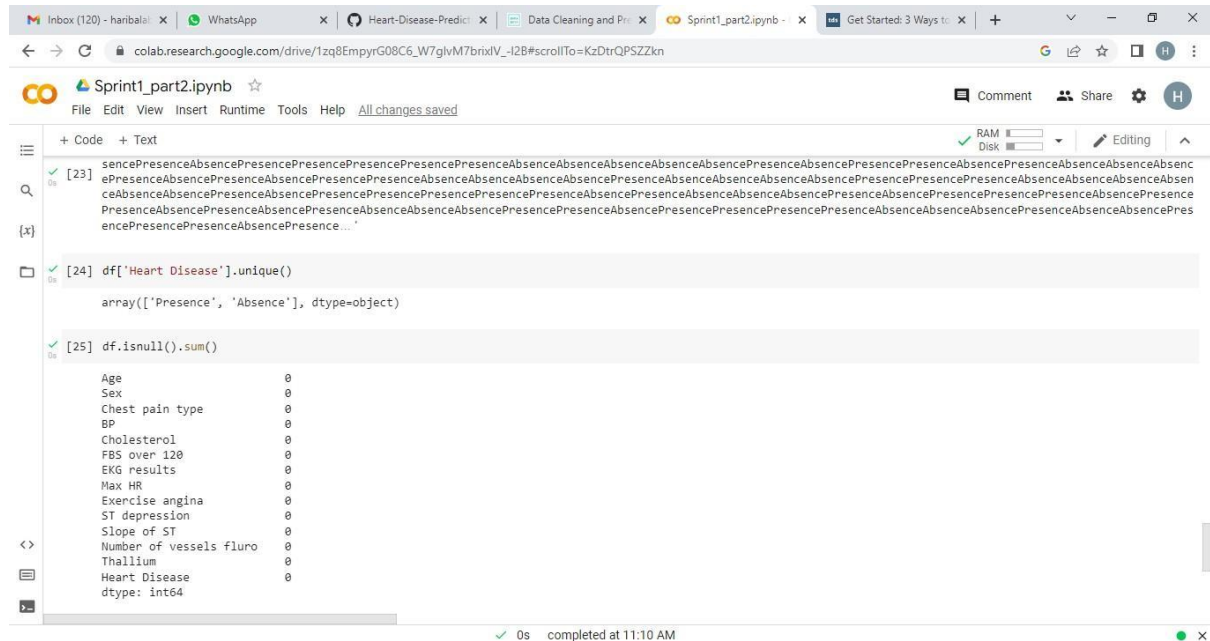 Inbox (120) - haribalal
WhatsApp
Heart-Disease-Predict
Data Cleaning and Pre
Sprint1_part2.ipynb -
Get Started: 3 Ways to
colab.research.google.com/drive/1zq8EmpyrG08C6_W7glvM7brixlV_-I2B#scrollTo=KzDtrQPSZZkn
Sprint1_part2.ipynb
File Edit View Insert Runtime Tools Help All changes saved
Comment Share H
+ Code + Text
RAM
Disk
Editing
[23]
0s
encePresencePresenceAbsencePresence...'
[24] df['Heart Disease'].unique()
0s
array(['Presence', 'Absence'], dtype=object)
[25] df.isnull().sum()
0s
Age 0
Sex 0
Chest pain type 0
BP 0
Cholesterol 0
FBS over 120 0
EKG results 0
Max HR 0
Exercise angina 0
ST depression 0
Slope of ST 0
Number of vessels fluro 0
Thallium 0
Heart Disease 0
dtype: int64
0s completed at 11:10 AM